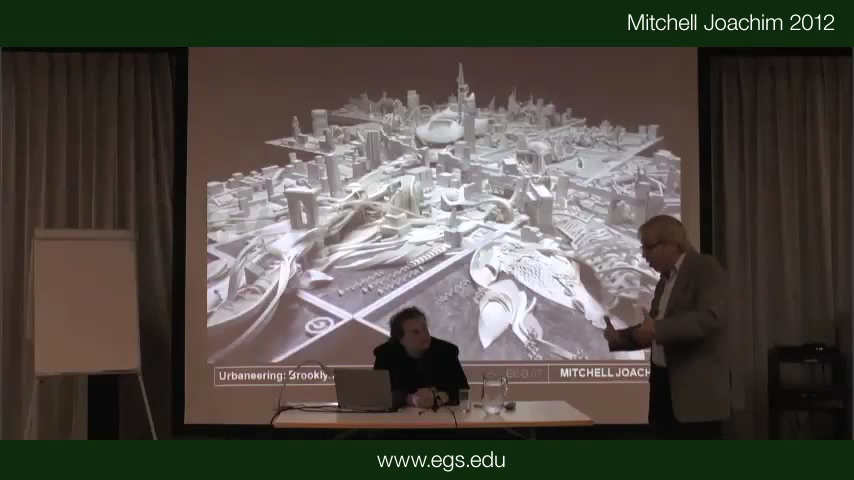 Mitchell Joachim 2012
Urbaneering: Brookly
MITCHELL JOACH
www.egs.edu